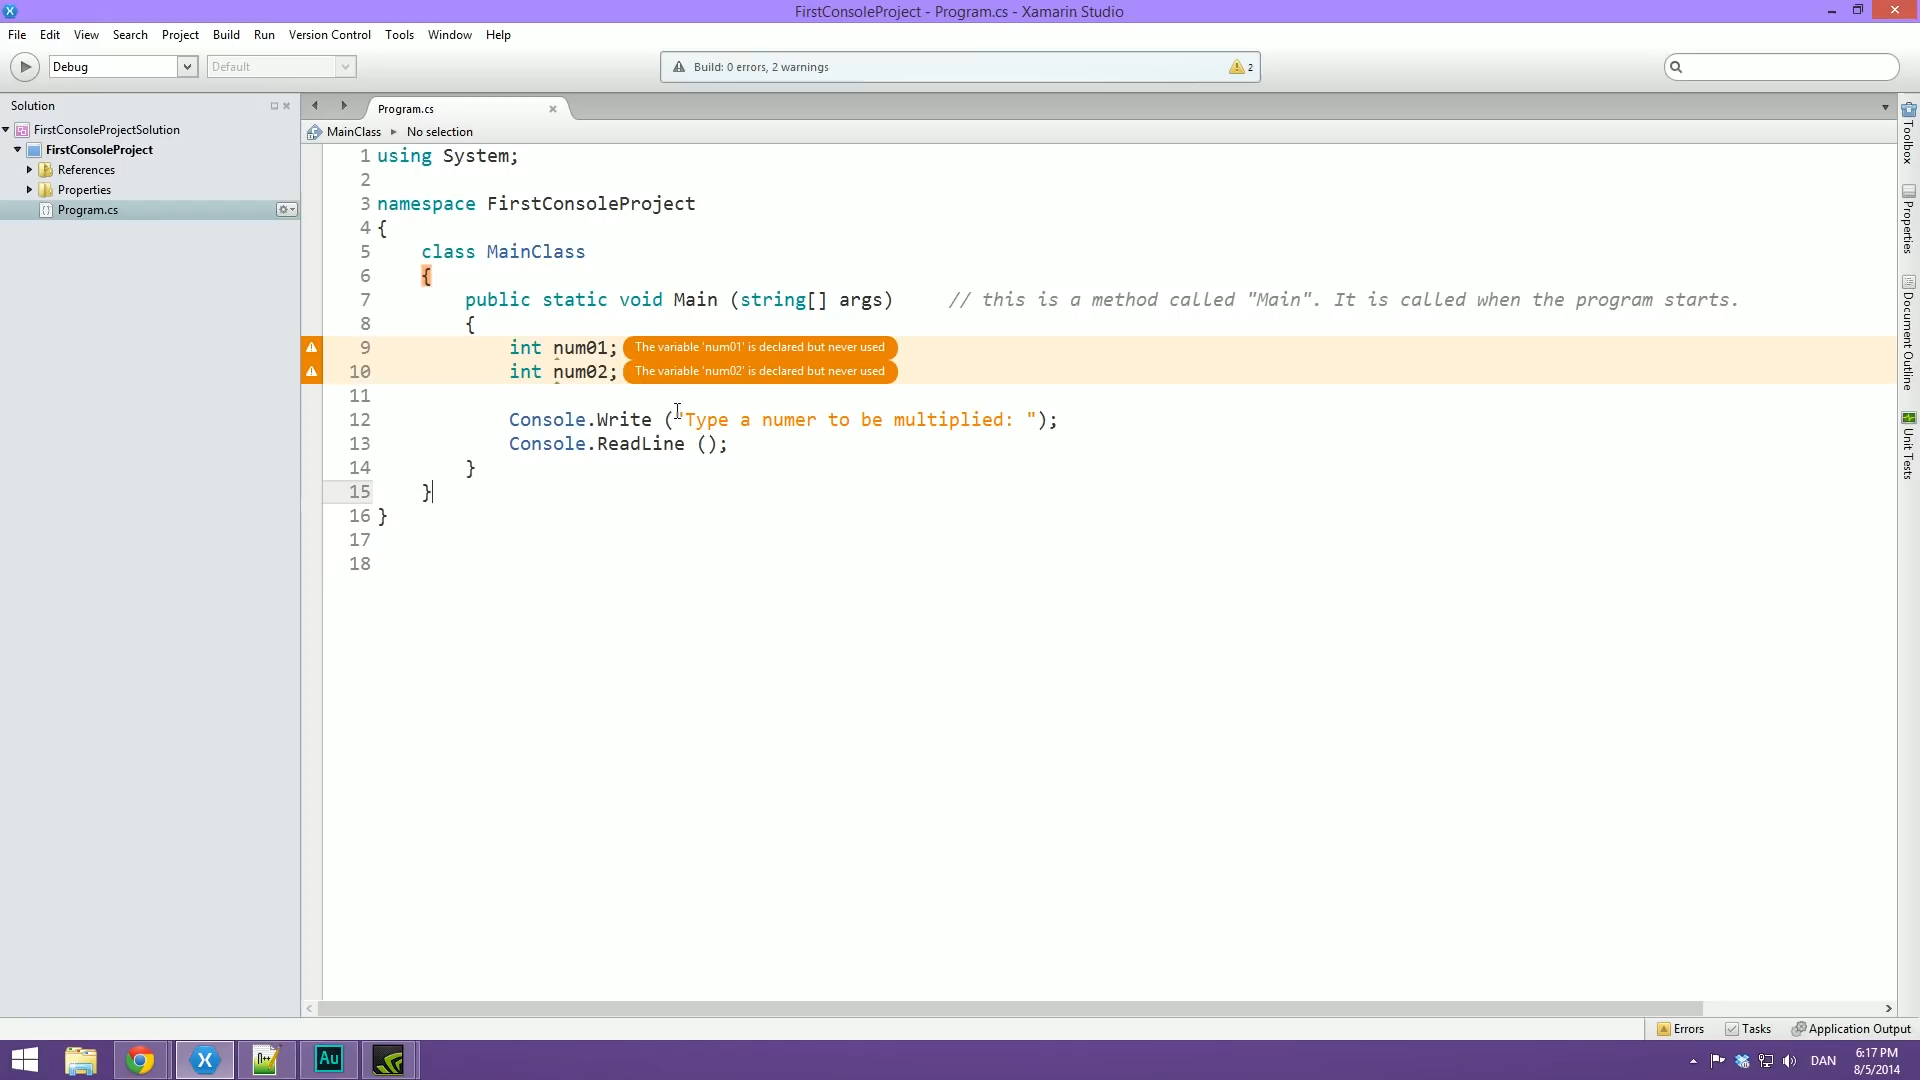 FirstConsoleProject - Program.cs - Xamarin Studio
File Edit View Search Project Build Run Version Control Tools Window Help
Debug Default Build: 0 errors, 2 warnings 2
Solution
Program.cs
MainClass No selection
FirstConsoleProjectSolution
FirstConsoleProject
References
Properties
Program.cs
1 using System;
2
3 namespace FirstConsoleProject
4 {
5 class MainClass
6 {
7 public static void Main (string[] args) // this is a method called "Main". It is called when the program starts.
8 {
9 int num01; The variable 'num01' is declared but never used
10 int num02; The variable 'num02' is declared but never used
11
12 Console.Write ("Type a numer to be multiplied: ");
13 Console.ReadLine ();
14 }
15 }
16 }
17
18
Toolbox
Properties
Document Outline
Unit Tests
Errors Tasks Application Output
Au
DAN
6:17 PM
8/5/2014